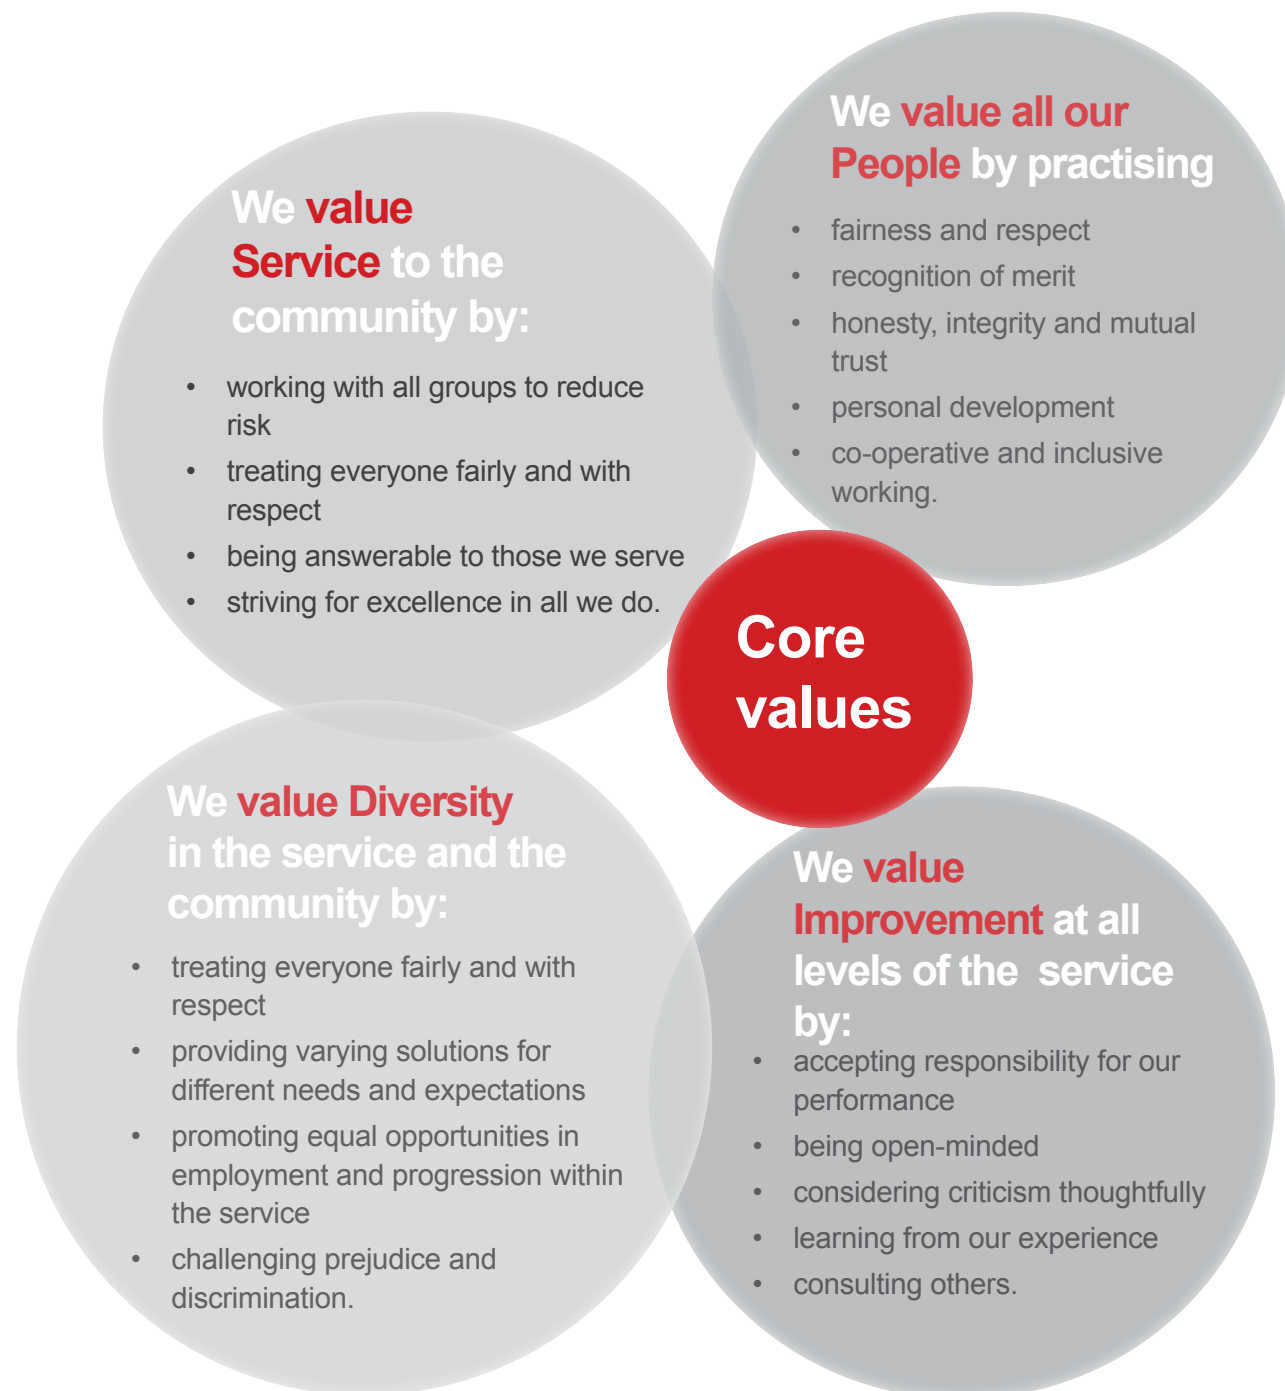 We value all our
People by practising
• fairness and respect
• recognition of merit
• honesty, integrity and mutual
trust
• personal development
• co-operative and inclusive
working.
We value
Service to the
community by:
• working with all groups to reduce
risk
• treating everyone fairly and with
respect
• being answerable to those we serve
• striving for excellence in all we do.
Core
values
We value Diversity
in the service and the
community by:
• treating everyone fairly and with
respect
• providing varying solutions for
different needs and expectations
• promoting equal opportunities in
employment and progression within
the service
• challenging prejudice and
discrimination.
We value
Improvement at all
levels of the service
by:
• accepting responsibility for our
performance
• being open-minded
• considering criticism thoughtfully
• learning from our experience
• consulting others.